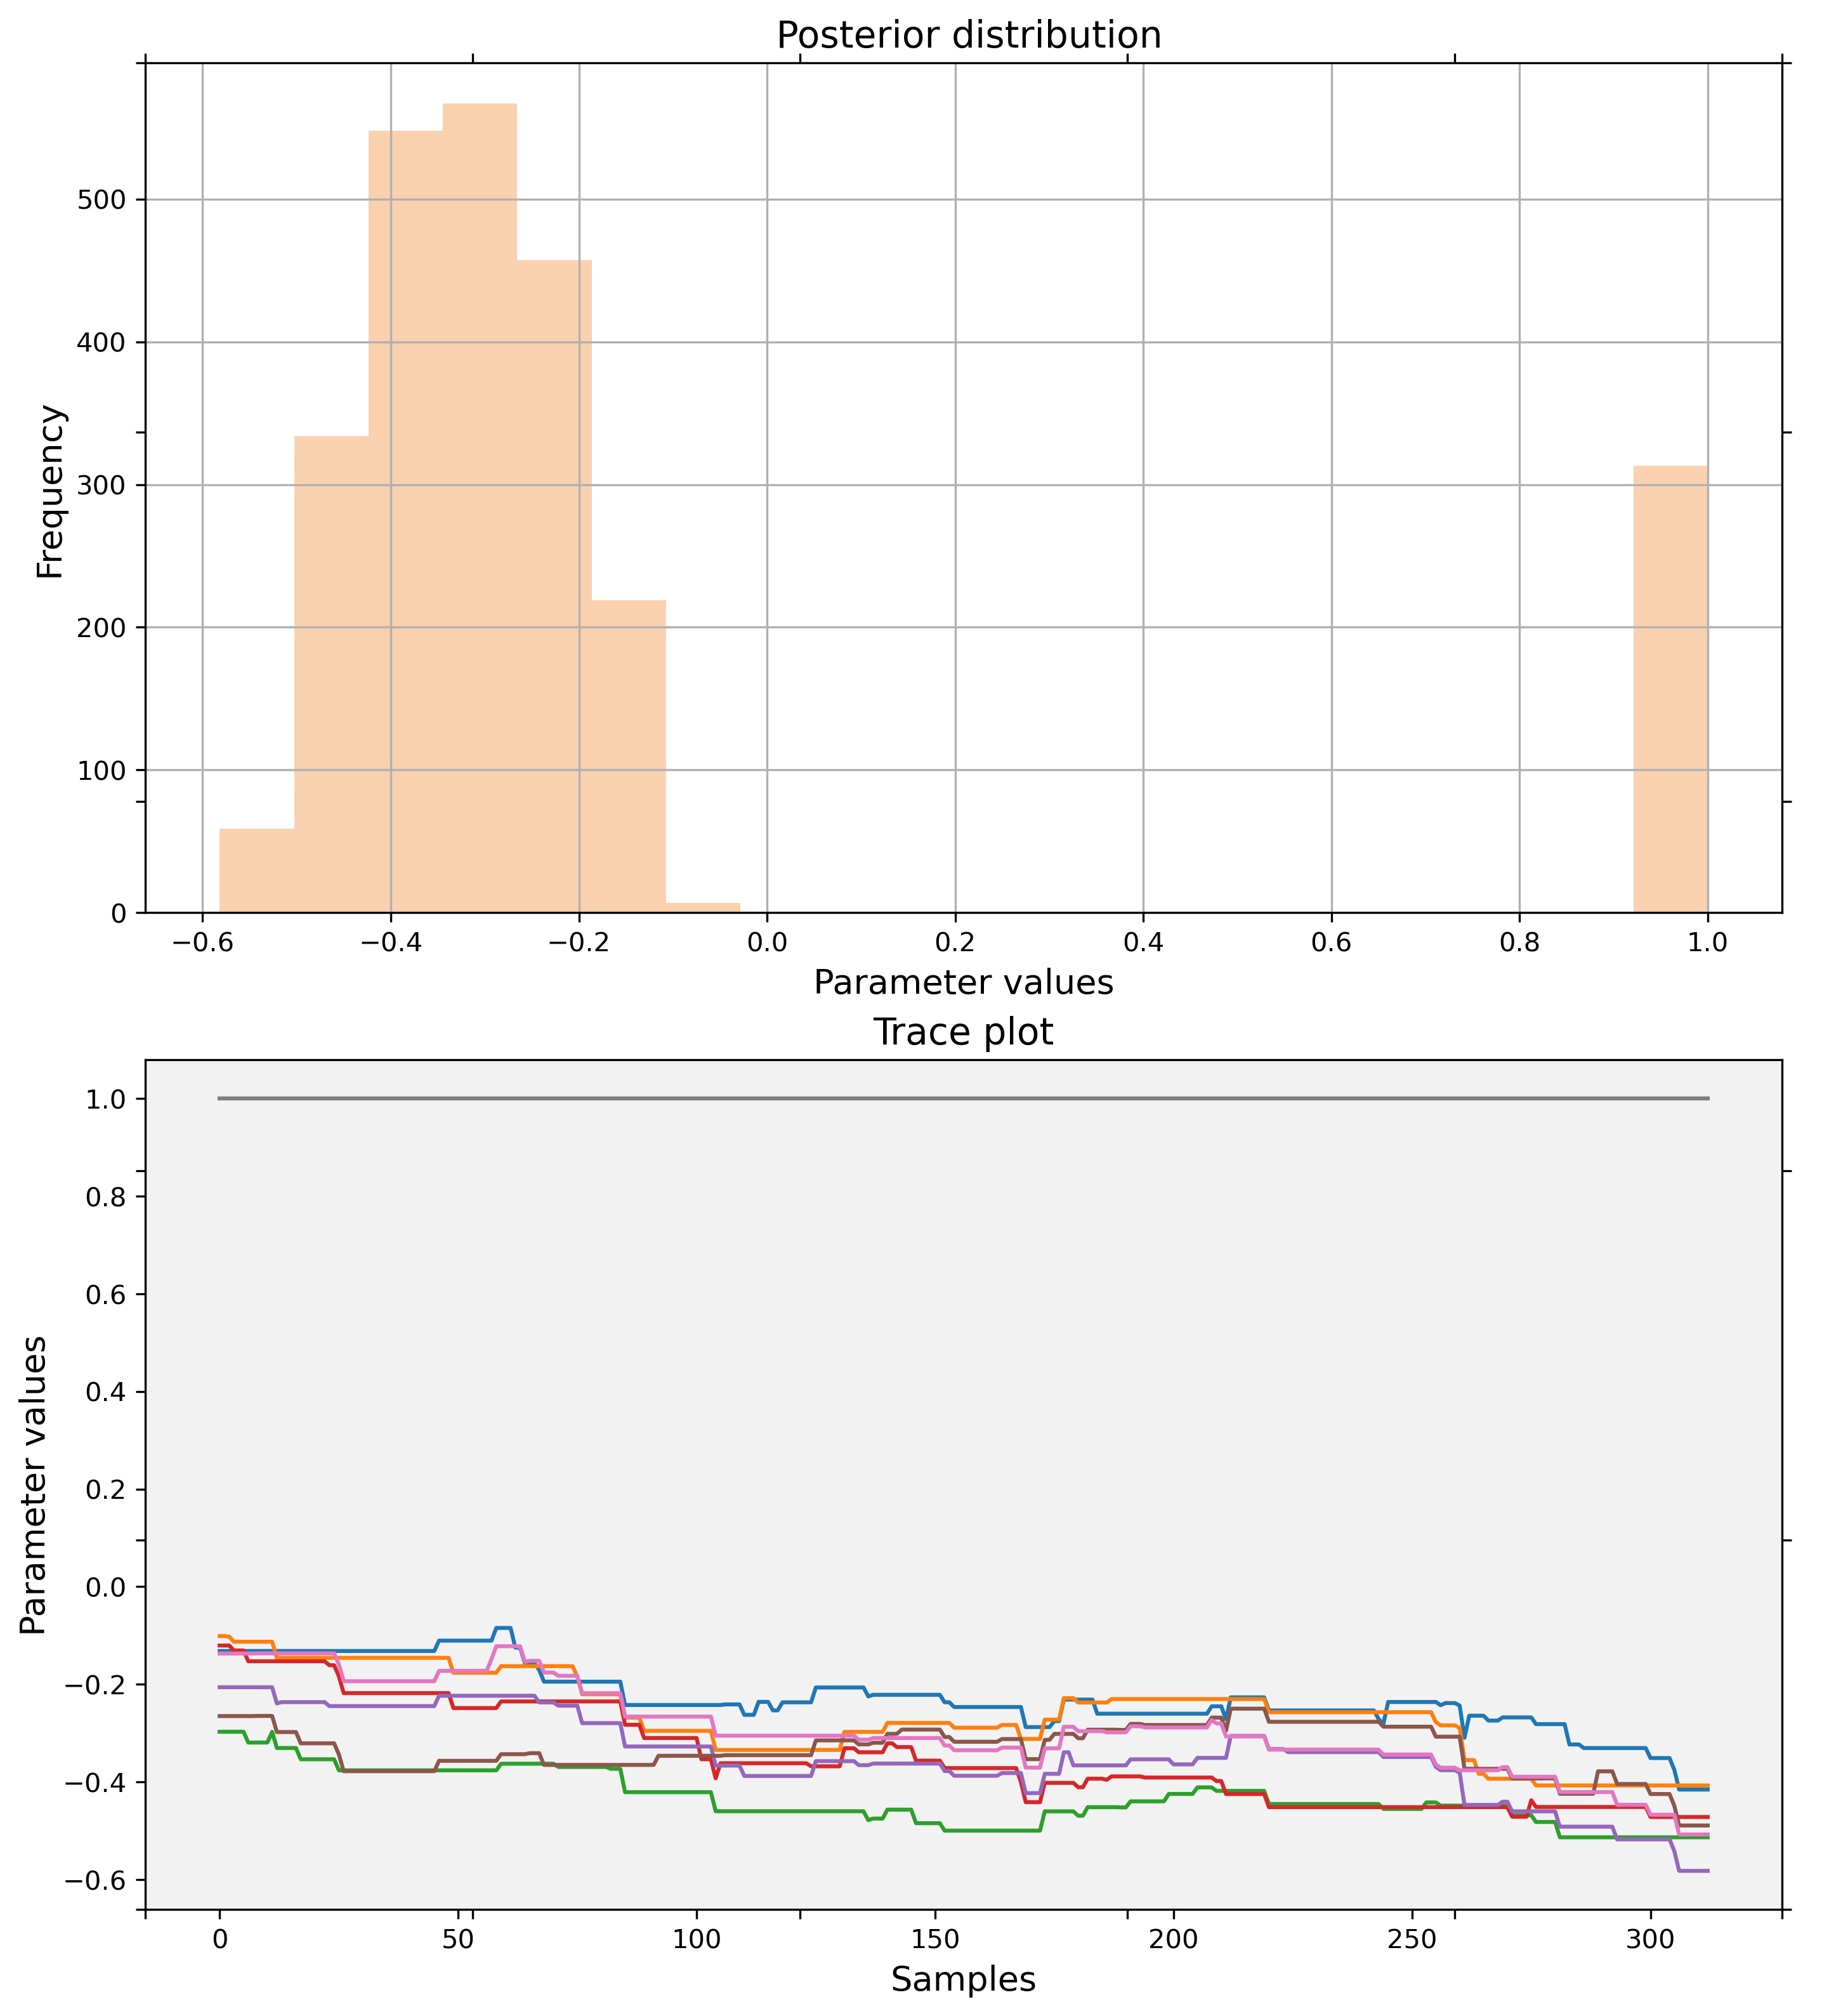 Posterior distribution
Frequency
500
400
300
200
100
0
−0.6 −0.4 −0.2 0.0 0.2 0.4 0.6 0.8 1.0
Parameter values
Trace plot
Parameter values
1.0
0.8
0.6
0.4
0.2
0.0
−0.2
−0.4
−0.6
0 50 100 150 200 250 300
Samples